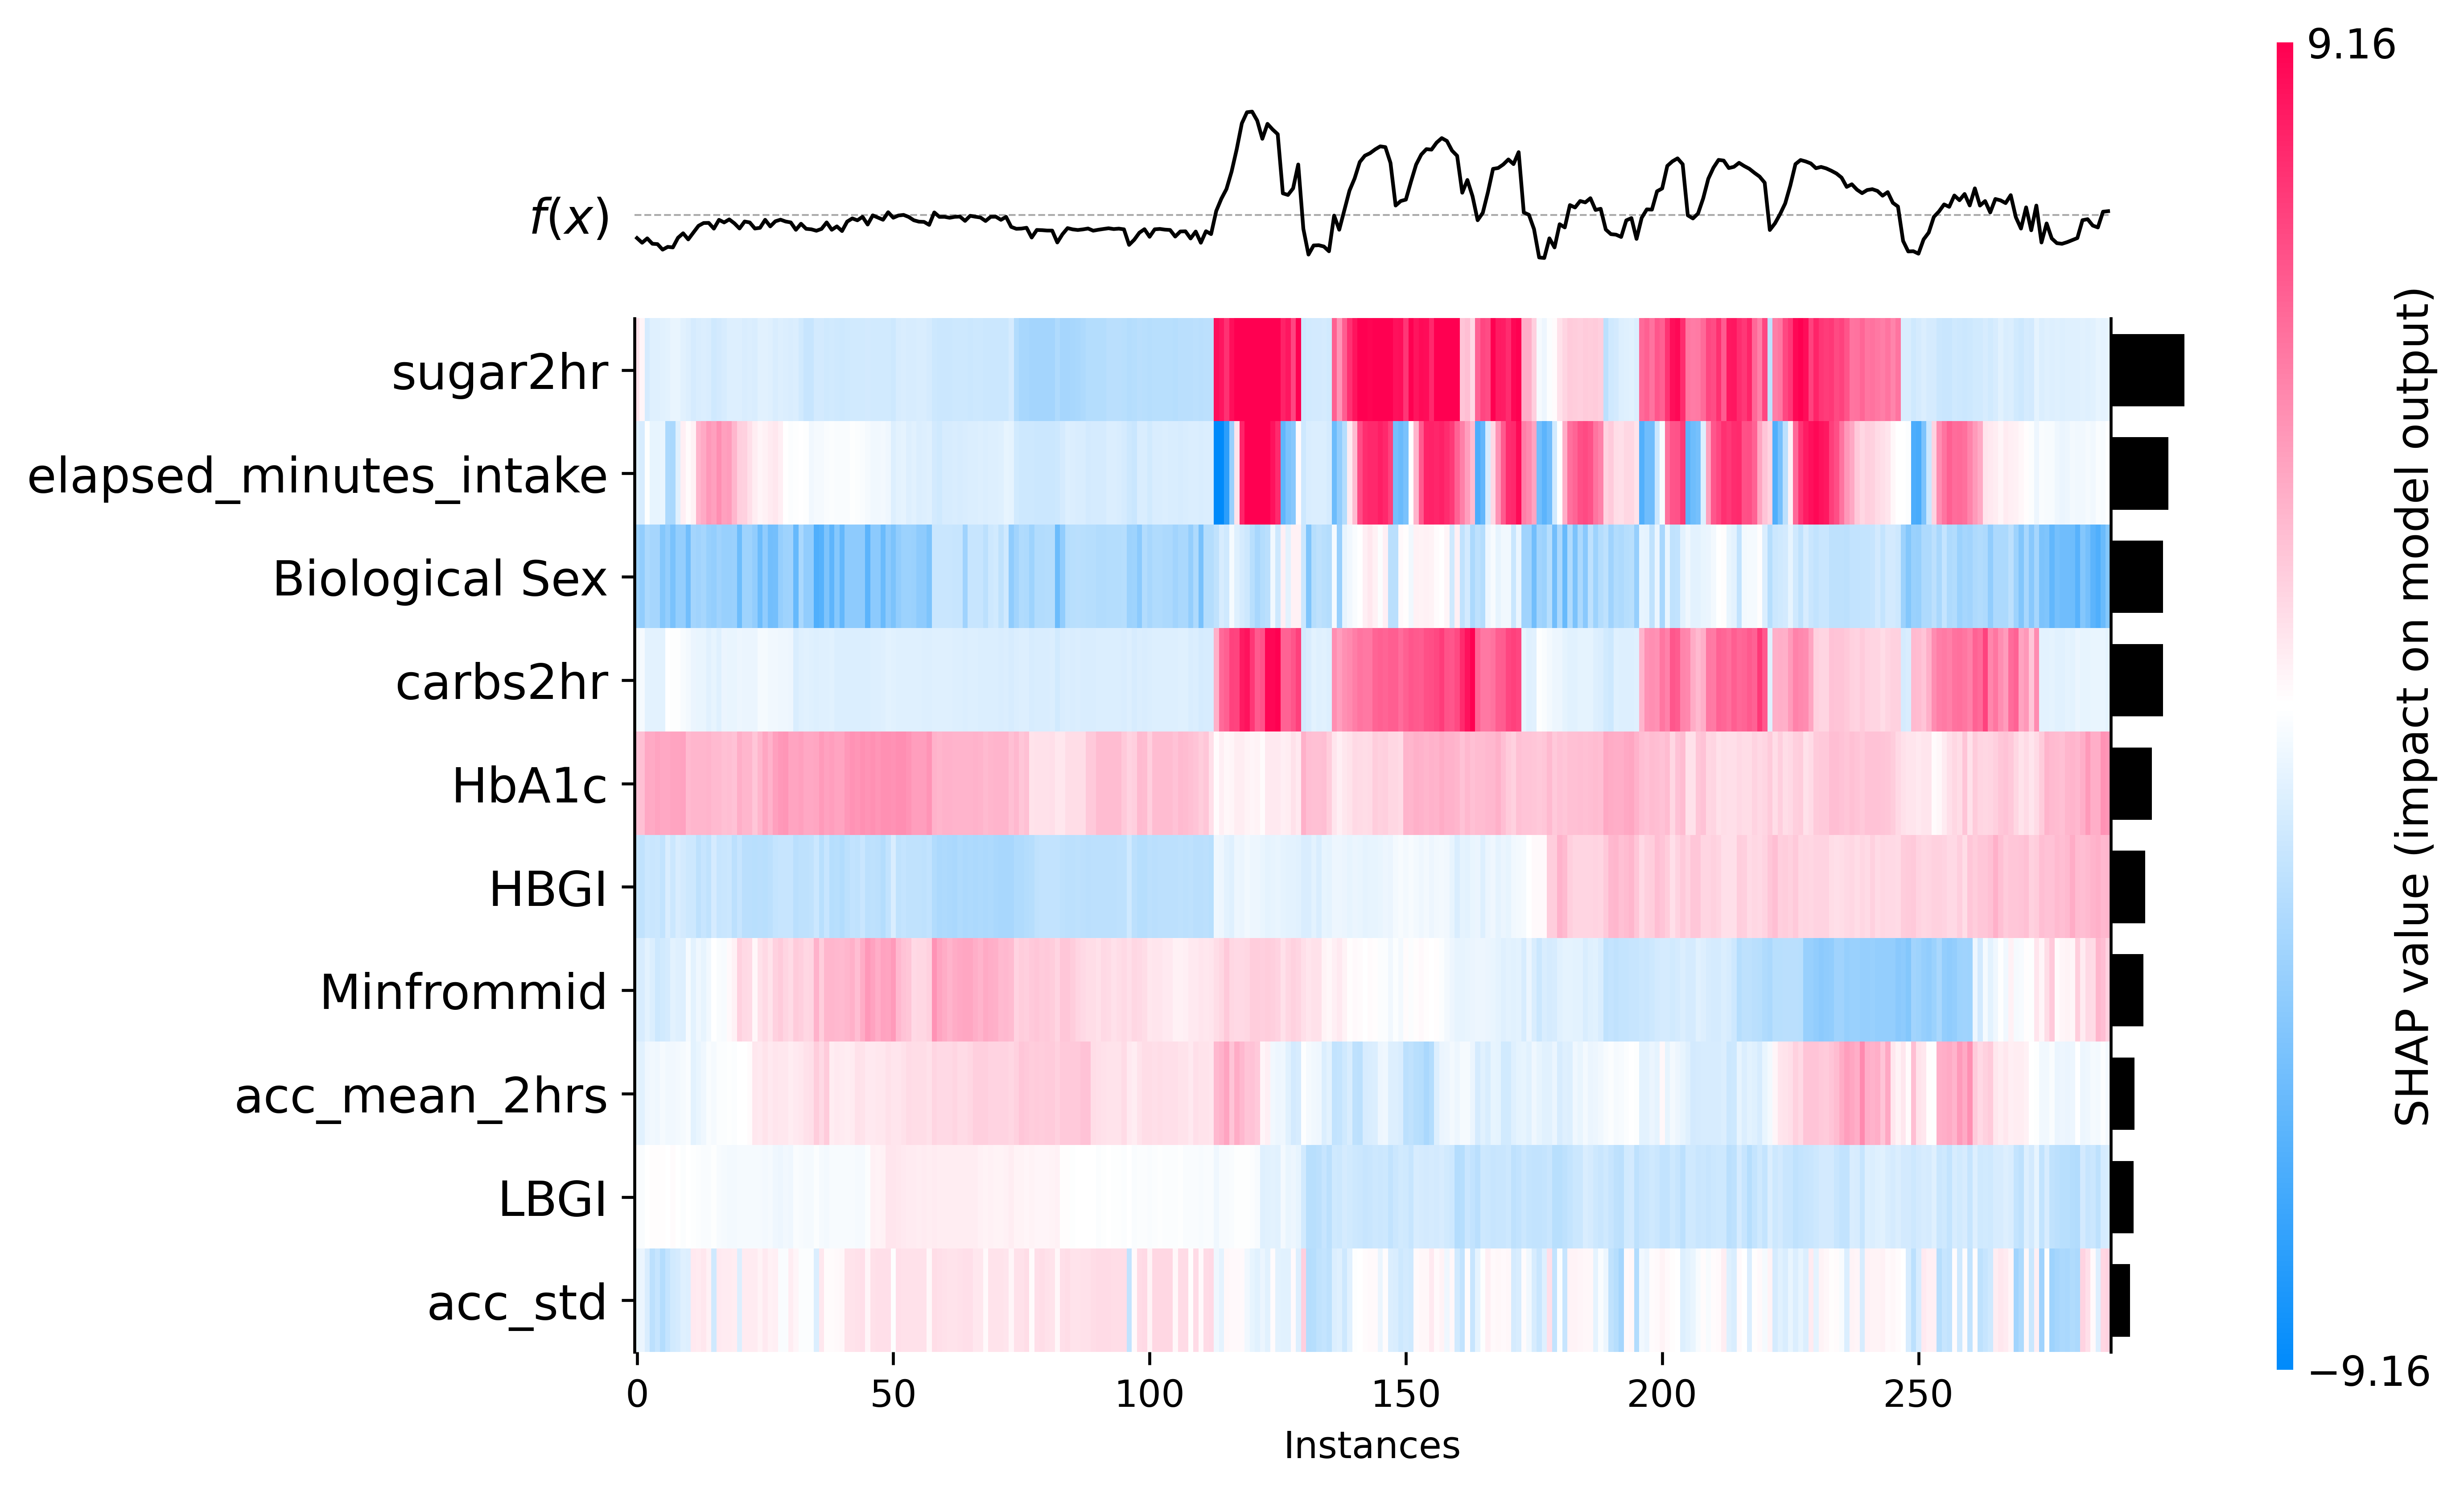 9.16
f(x)
sugar2hr
elapsed_minutes_intake
Biological Sex
carbs2hr
HbA1c
HBGI
Minfrommid
acc_mean_2hrs
LBGI
acc_std
0 50 100 150 200 250
Instances
−9.16
SHAP value (impact on model output)